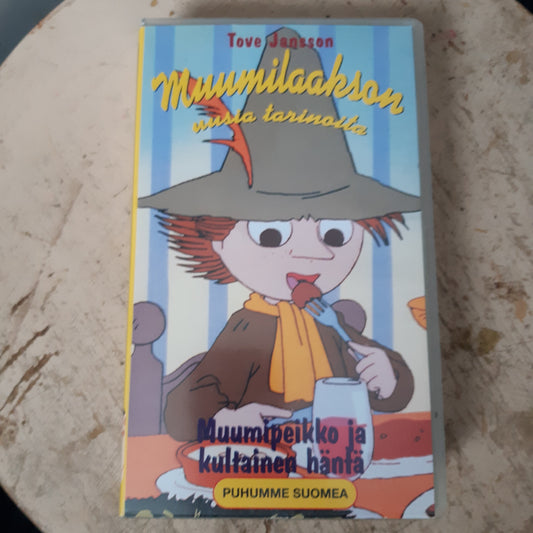 Tove Jansson
Muumilaakson
uusia tarinoita
Muumipeikko ja
kultainen häntä
PUHUMME SUOMEA